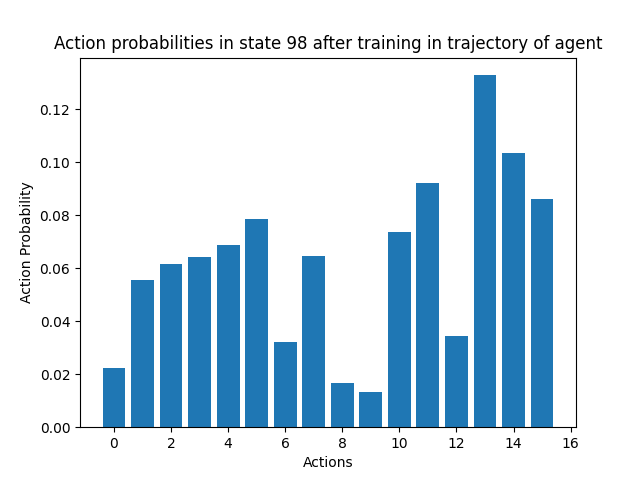 Action probabilities in state 98 after training in trajectory of agent
0.12
0.10
0.08
0.06
0.04
0.02
0.00
Action Probability
0 2 4 6 8 10 12 14 16
Actions